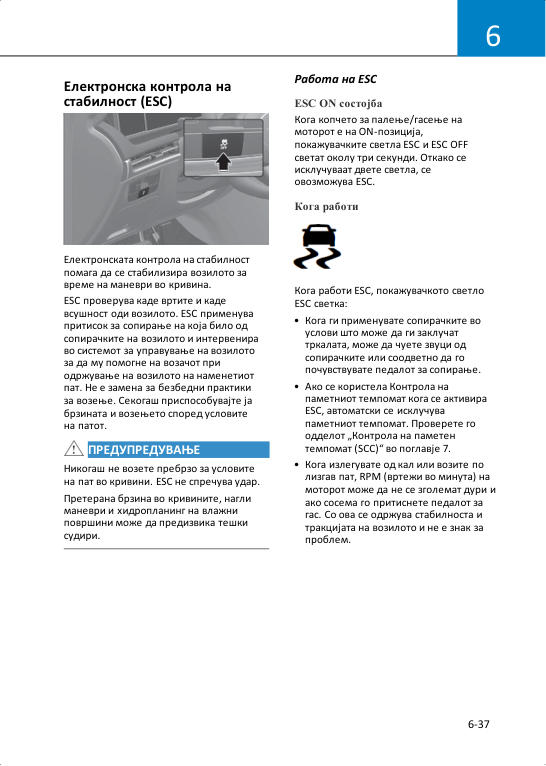 6
Електронска контрола на
стабилност (ESC)
Електронската контрола на стабилност
помага да се стабилизира возилото за
време на маневри во кривина.
ESC проверува каде вртите и каде
всушност оди возилото. ESC применува
притисок за сопирање на која било од
сопирачките на возилото и интервенира
во системот за управување на возилото
за да му помогне на возачот при
одржување на возилото на наменетиот
пат. Не е замена за безбедни практики
за возење. Секогаш приспособувајте ја
брзината и возењето според условите
на патот.
ПРЕДУПРЕДУВАЊЕ
Никогаш не возете пребрзо за условите
на пат во кривини. ESC не спречува удар.
Претерана брзина во кривините, нагли
маневри и хидропланинг на влажни
површини може да предизвика тешки
судири.
Работа на ESC
ESC ON состојба
Кога копчето за палење/гасење на
моторот е на ON-позиција,
покажувачките светла ESC и ESC OFF
светат околу три секунди. Откако се
исклучуваат двете светла, се
овозможува ESC.
Кога работи
Кога работи ESC, покажувачкото светло
ESC светка:
• Кога ги применувате сопирачките во
услови што може да ги заклучат
тркалата, може да чуете звуци од
сопирачките или соодветно да го
почувствувате педалот за сопирање.
• Ако се користела Контрола на
паметниот темпомат кога се активира
ESC, автоматски се исклучува
паметниот темпомат. Проверете го
одделот „Контрола на паметен
темпомат (SCC)“ во поглавје 7.
• Кога излегувате од кал или возите по
лизгав пат, RPM (вртежи во минута) на
моторот може да не се зголемат дури и
ако сосема го притиснете педалот за
гас. Со ова се одржува стабилноста и
тракцијата на возилото и не е знак за
проблем.
6-37